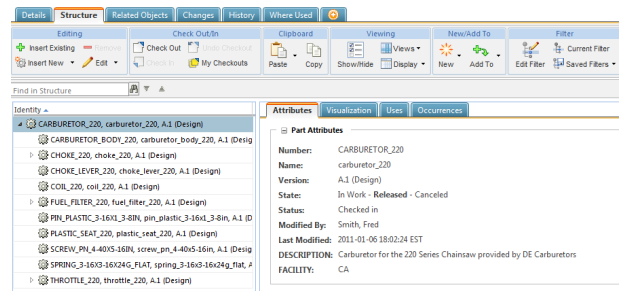 Details Structure Related Objects Changes History Where Used
Editing Check Out/In Clipboard Viewing New/Add To Filter
Insert Existing Remove Check Out Undo Checkout Views Current Filter
Insert New Edit Check In My Checkouts Paste Copy Show/Hide Display New Add To Edit Filter Saved Filters
Find in Structure
Identity
CARBURETOR_220, carburetor_220, A.1 (Design)
CARBURETOR_BODY_220, carburetor_body_220, A.1 (Desig
CHOKE_220, choke_220, A.1 (Design)
CHOKE_LEVER_220, choke_lever_220, A.1 (Design)
COIL_220, coil_220, A.1 (Design)
FUEL_FILTER_220, fuel_filter_220, A.1 (Design)
PIN_PLASTIC_3-16X1_3-8IN, pin_plastic_3-16x1_3-8in, A.1 (D
PLASTIC_SEAT_220, plastic_seat_220, A.1 (Design)
SCREW_PN_4-40X5-16IN, screw_pn_4-40x5-16in, A.1 (Desig
SPRING_3-16X3-16X24G_FLAT, spring_3-16x3-16x24g_flat, A
THROTTLE_220, throttle_220, A.1 (Design)
Attributes Visualization Uses Occurrences
Part Attributes
Number: CARBURETOR_220
Name: carburetor_220
Version: A.1 (Design)
State: In Work - Released - Canceled
Status: Checked in
Modified By: Smith, Fred
Last Modified: 2011-01-06 18:02:24 EST
DESCRIPTION: Carburetor for the 220 Series Chainsaw provided by DE Carburetors
FACILITY: CA